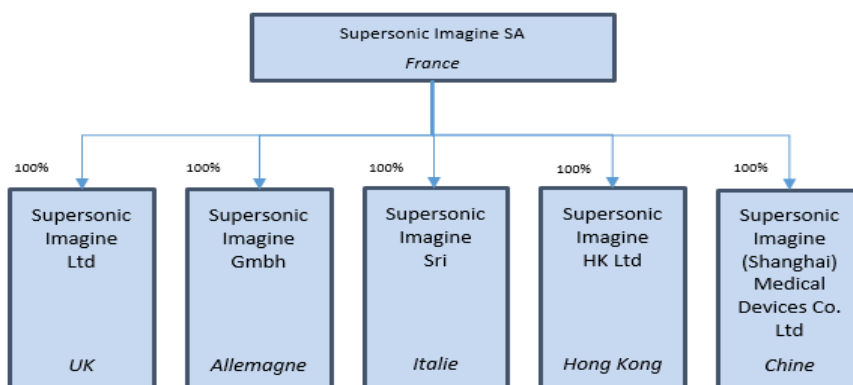 Supersonic Imagine SA
France
100%
100%
100%
100%
100%
Supersonic
Imagine
Ltd
UK
Supersonic
Imagine
Gmbh
Allemagne
Supersonic
Imagine
Sri
Italie
Supersonic
Imagine
HK Ltd
Hong Kong
Supersonic
Imagine
(Shanghai)
Medical
Devices Co.
Ltd
Chine